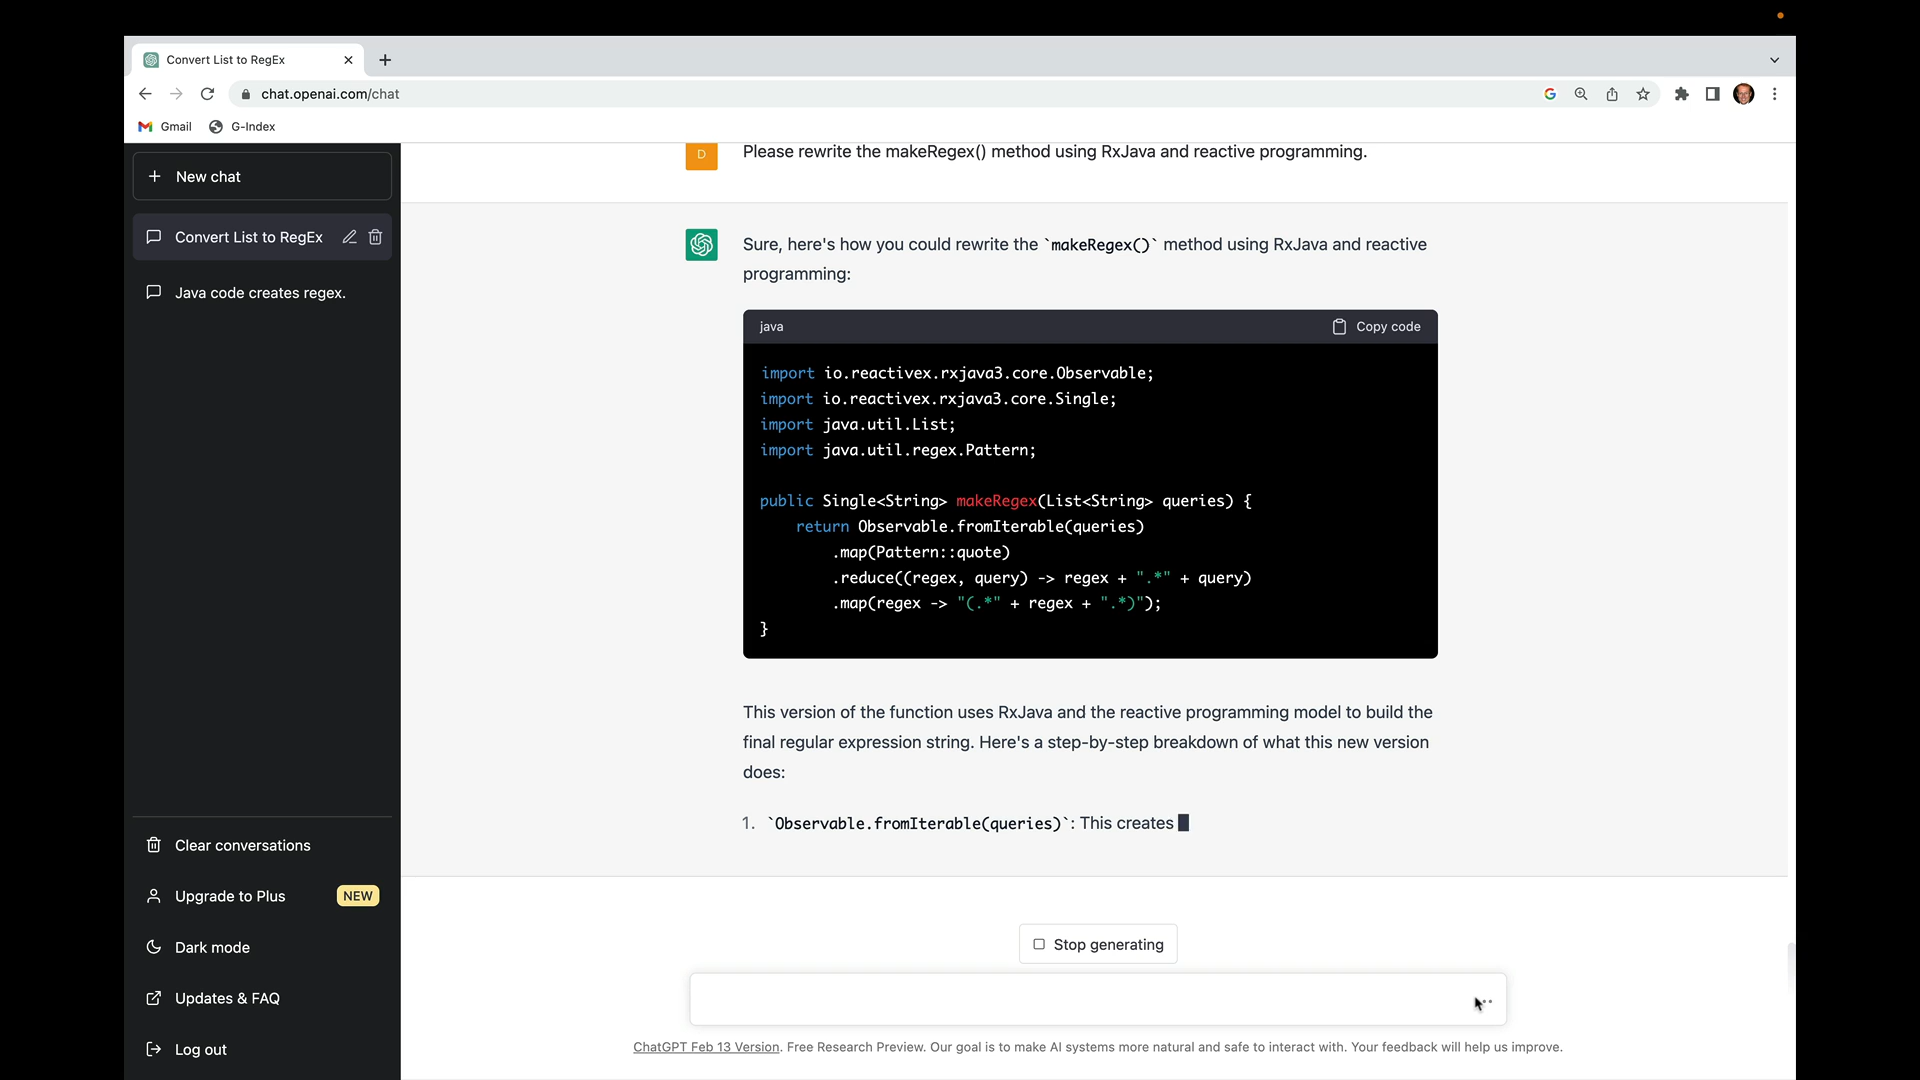 Convert List to RegEx
chat.openai.com/chat
Gmail
G-Index
New chat
Convert List to RegEx
Java code creates regex.
Clear conversations
Upgrade to Plus
NEW
Dark mode
Updates & FAQ
Log out
D
Please rewrite the makeRegex() method using RxJava and reactive programming.
Sure, here's how you could rewrite the `makeRegex()` method using RxJava and reactive
programming:
java
Copy code
import io.reactivex.rxjava3.core.Observable;
import io.reactivex.rxjava3.core.Single;
import java.util.List;
import java.util.regex.Pattern;
public Single<String> makeRegex(List<String> queries) {
    return Observable.fromIterable(queries)
        .map(Pattern::quote)
        .reduce((regex, query) -> regex + ".*" + query)
        .map(regex -> "(.*" + regex + ".*)");
}
This version of the function uses RxJava and the reactive programming model to build the
final regular expression string. Here's a step-by-step breakdown of what this new version
does:
1. `Observable.fromIterable(queries)`: This creates
Stop generating
ChatGPT Feb 13 Version. Free Research Preview. Our goal is to make AI systems more natural and safe to interact with. Your feedback will help us improve.